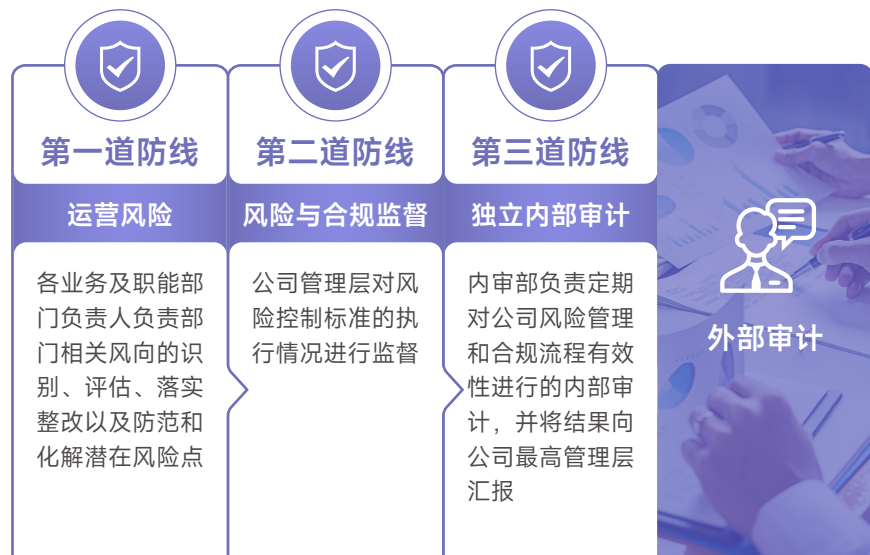 第一道防线
运营风险
各业务及职能部
门负责人负责部
门相关风向的识
别、评估、落实
整改以及防范和
化解潜在风险点
第二道防线
风险与合规监督
公司管理层对风
险控制标准的执
行情况进行监督
第三道防线
独立内部审计
内审部负责定期
对公司风险管理
和合规流程有效
性进行的内部审
计，并将结果向
公司最高管理层
汇报
外部审计